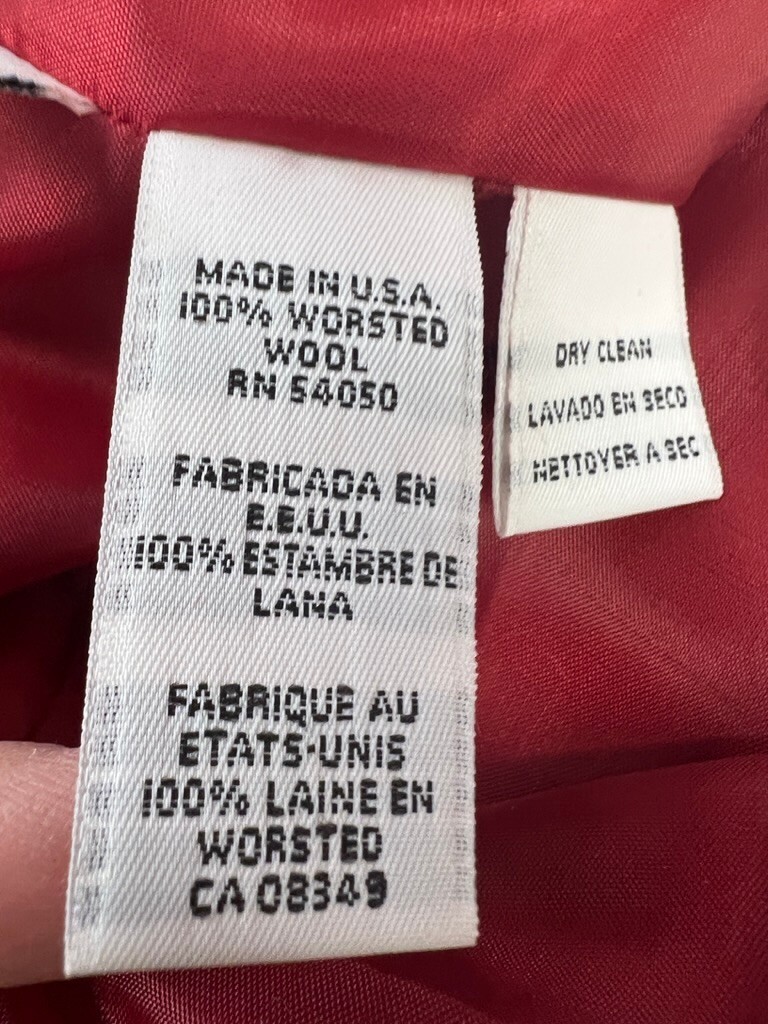 MADE IN U.S.A.
100% WORSTED
WOOL
RN 54050
FABRICADA EN
E.E.U.U.
100% ESTAMBRE DE
LANA
FABRIQUE AU
ETATS-UNIS
100% LAINE EN
WORSTED
CA 08349
DRY CLEAN
LAVADO EN SECO
NETTOYER A SEC